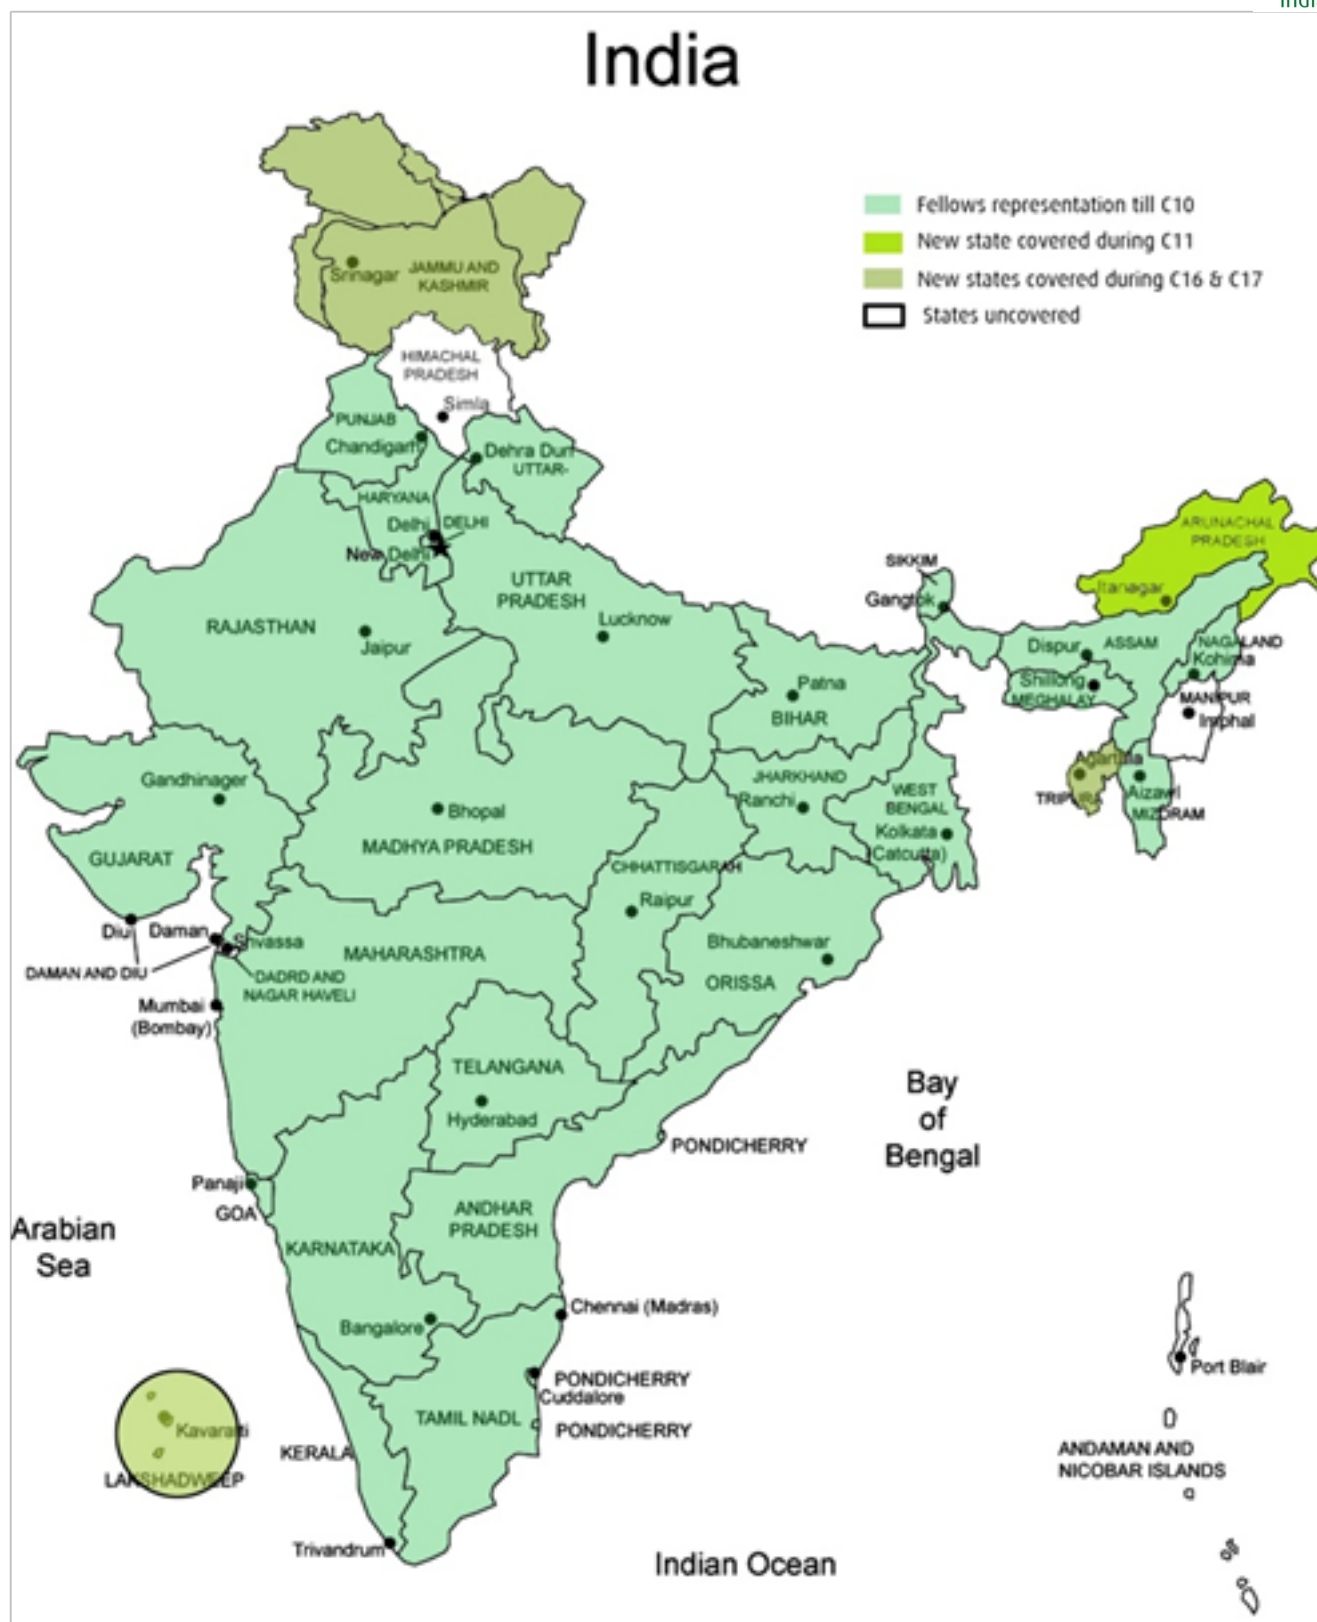 India
Fellows representation till C10
New state covered during C11
New states covered during C16 & C17
States uncovered
Srinagar
JAMMU AND
KASHMIR
HIMACHAL
PRADESH
Simla
PUNJAB
Chandigarh
Dehra Dun
UTTAR-
HARYANA
Delhi
DELHI
New Delhi
UTTAR
PRADESH
Lucknow
RAJASTHAN
Jaipur
SIKKIM
Gangtok
ARUNACHAL
PRADESH
Itanagar
Dispur
ASSAM
NAGALAND
Kohima
Shillong
MEGHALAY
MANIPUR
Imphal
Patna
BIHAR
Agartala
TRIPURA
Aizawl
MIZORAM
Gandhinager
GUJARAT
Bhopal
MADHYA PRADESH
JHARKHAND
Ranchi
WEST
BENGAL
Kolkata
(Catcutta)
CHHATTISGARAH
Raipur
Bhubaneshwar
ORISSA
Diu
Daman
Shvassa
DAMAN AND DIU
DADRD AND
NAGAR HAVELI
MAHARASHTRA
Mumbai
(Bombay)
TELANGANA
Hyderabad
PONDICHERRY
Bay
of
Bengal
Panaji
GOA
Arabian
Sea
KARNATAKA
ANDHAR
PRADESH
Bangalore
Chennai (Madras)
PONDICHERRY
Cuddalore
PONDICHERRY
TAMIL NADL
KERALA
Kavaratti
LAKSHADWEEP
Trivandrum
Indian Ocean
Port Blair
ANDAMAN AND
NICOBAR ISLANDS